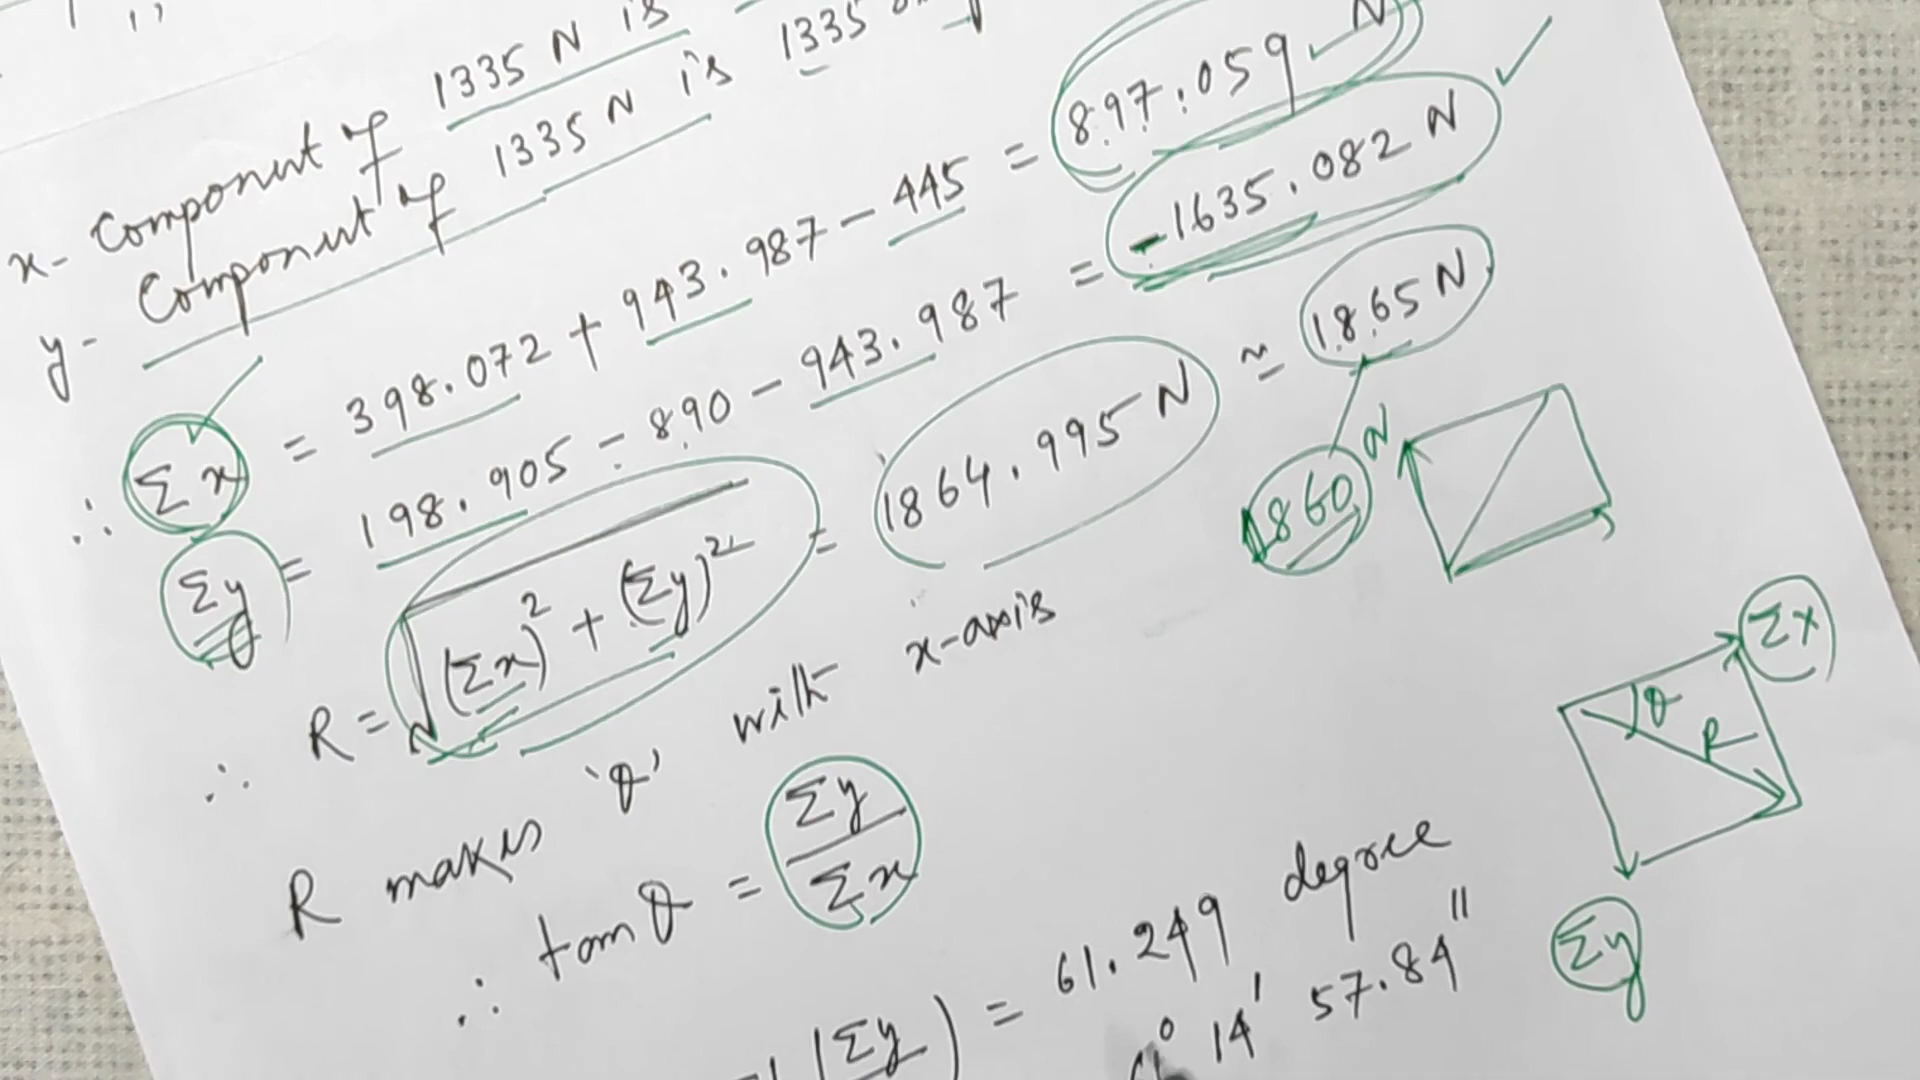 x- Component of 1335 N is
y- Component of 1335 N is 1335
∴ Σx = 398.072 + 943.987 - 445 = 897.059 N
Σy = 198.905 - 890 - 943.987 = -1635.082 N
∴ R = √(Σx)² + (Σy)² = 1864.995 N ≃ 1865 N
1860 N
R makes 'θ' with x-axis
∴ tan θ = Σy / Σx
Σx
θ
R
Σy
(Σy) = 61.249 degree
° 14' 57.84"